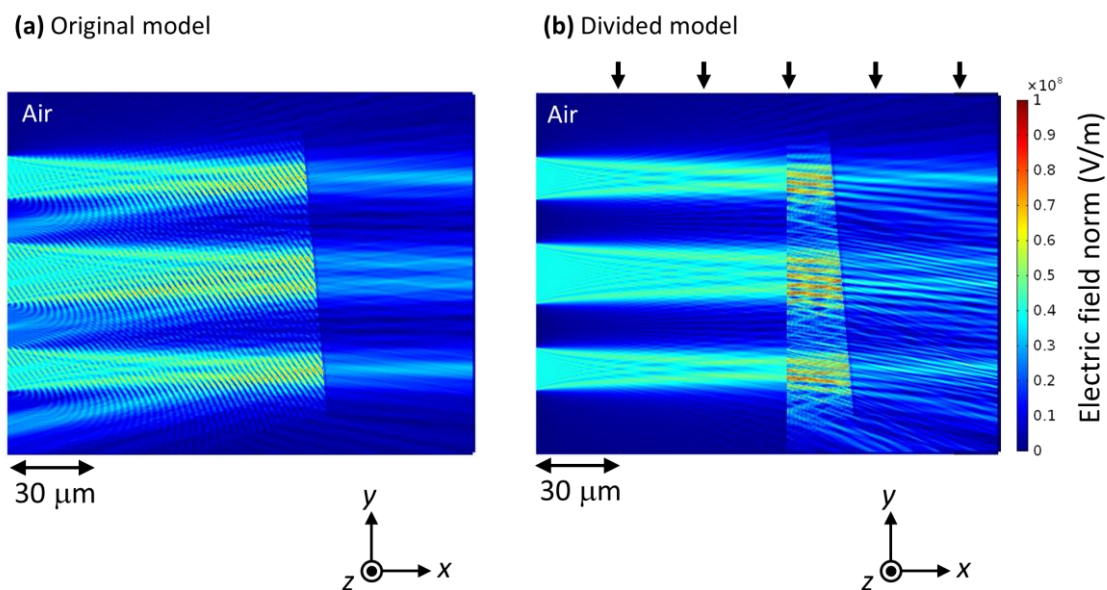 (a) Original model
(b) Divided model
Air
Air
×10⁸
1
0.9
0.8
0.7
0.6
0.5
0.4
0.3
0.2
0.1
0
Electric field norm (V/m)
30 μm
30 μm
y
z
x
y
z
x